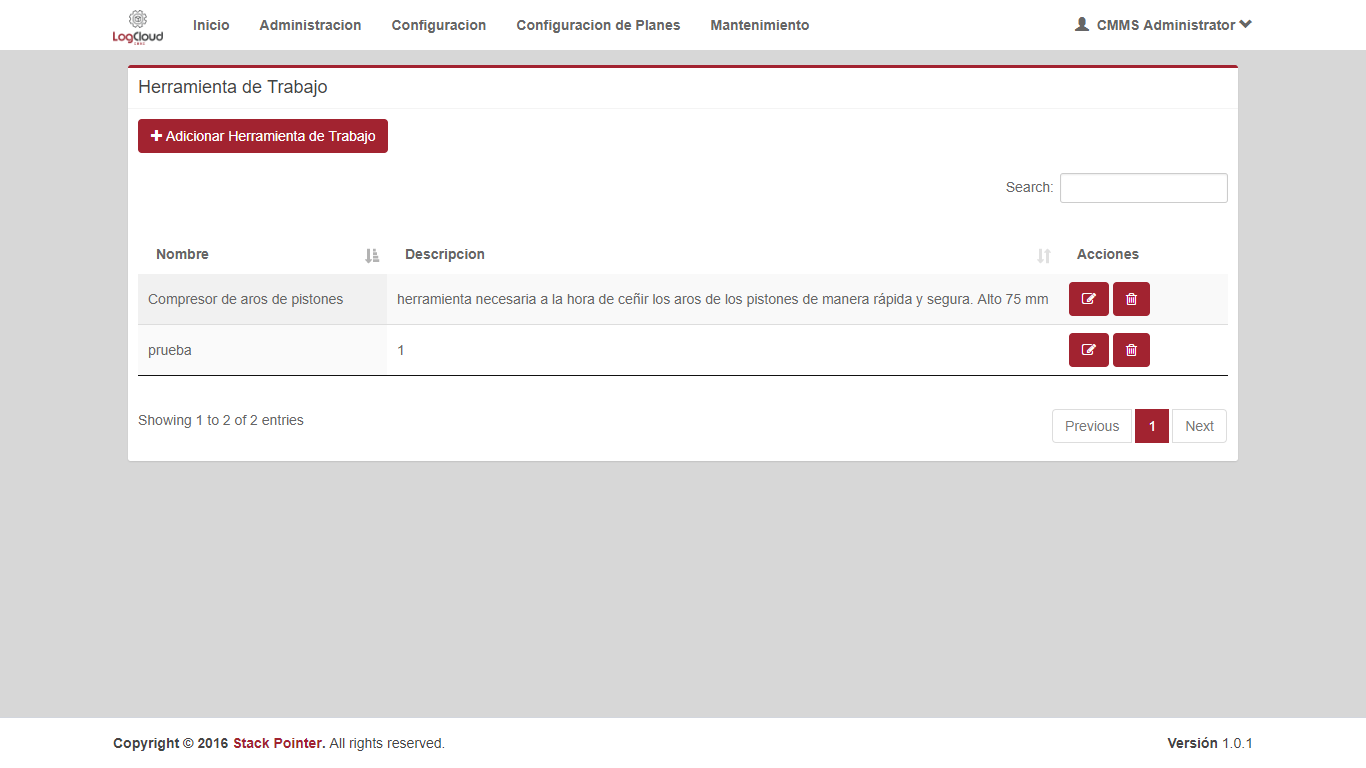 LogCloud
CMMS
Inicio Administracion Configuracion Configuracion de Planes Mantenimiento CMMS Administrator
Herramienta de Trabajo
Adicionar Herramienta de Trabajo
Search:
Nombre Descripcion Acciones
Compresor de aros de pistones herramienta necesaria a la hora de ceñir los aros de los pistones de manera rápida y segura. Alto 75 mm
prueba 1
Showing 1 to 2 of 2 entries
Previous 1 Next
Copyright © 2016 Stack Pointer. All rights reserved. Versión 1.0.1